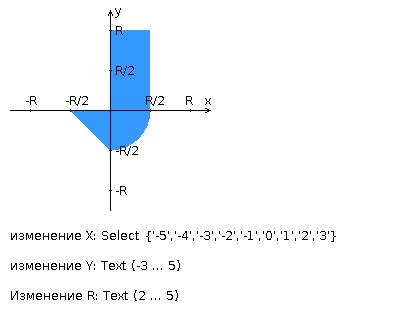 y
R
R/2
-R -R/2 R/2 R x
-R/2
-R
изменение X: Select {'-5','-4','-3','-2','-1','0','1','2','3'}
изменение Y: Text (-3 ... 5)
Изменение R: Text (2 ... 5)